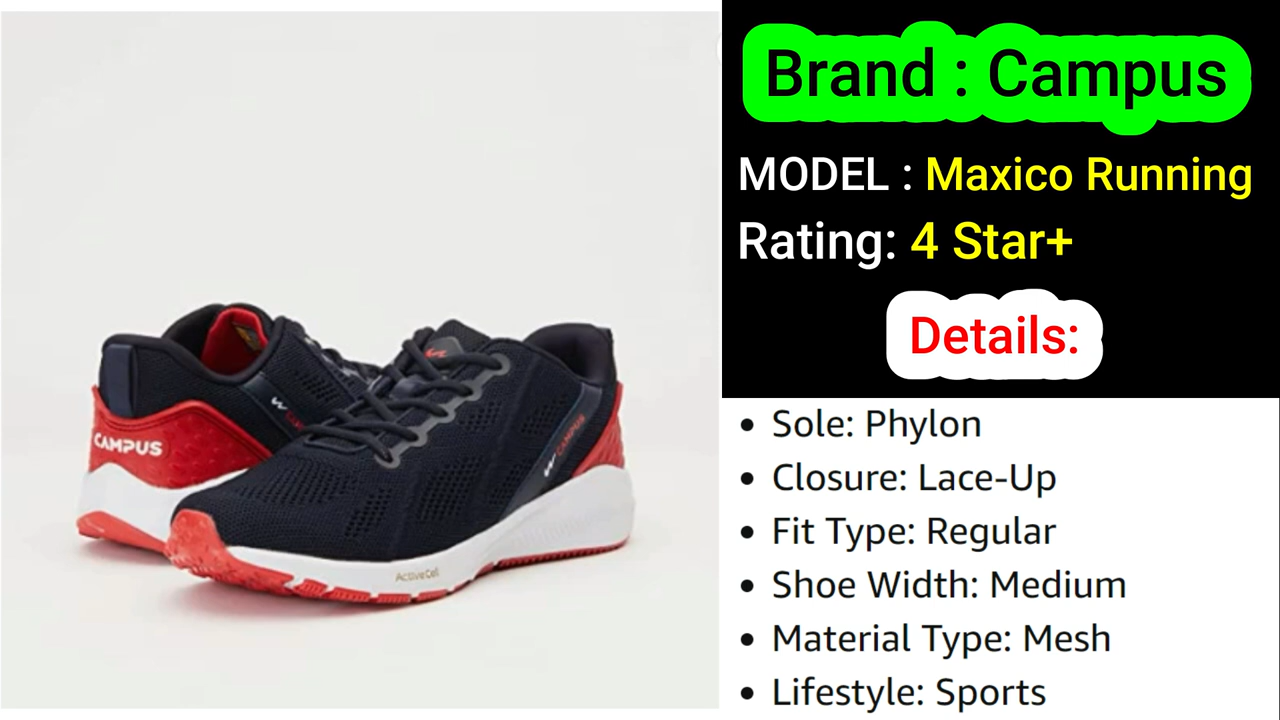 Brand : Campus
MODEL : Maxico Running
Rating: 4 Star+
Details:
• Sole: Phylon
• Closure: Lace-Up
• Fit Type: Regular
• Shoe Width: Medium
• Material Type: Mesh
• Lifestyle: Sports
CAMPUS
CAMPUS
ActiveCell